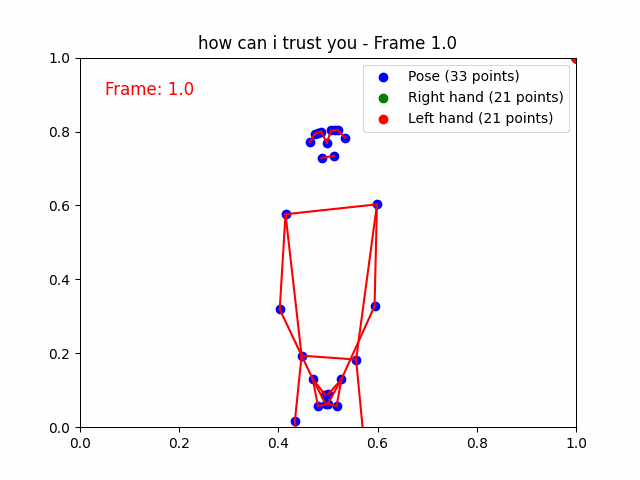 how can i trust you - Frame 1.0
Frame: 1.0
Pose (33 points)
Right hand (21 points)
Left hand (21 points)
1.0
0.8
0.6
0.4
0.2
0.0
0.0 0.2 0.4 0.6 0.8 1.0